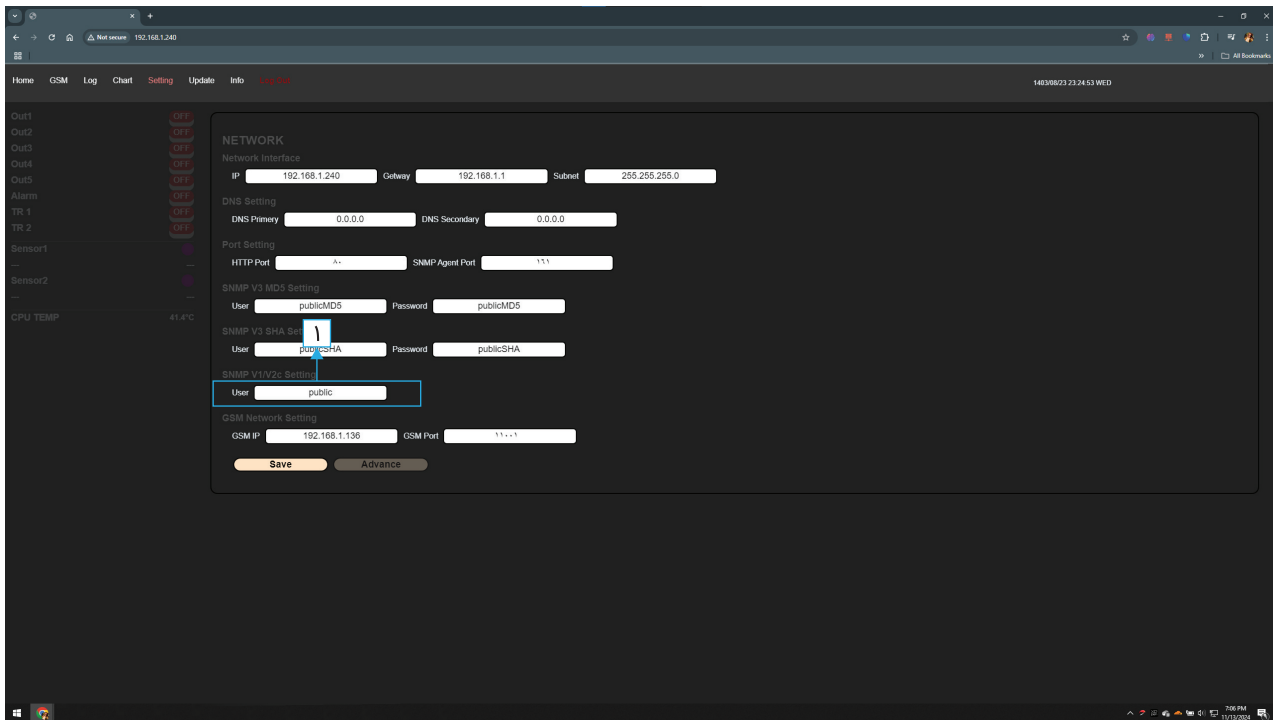 Not secure 192.168.1.240
All Bookmarks
Home GSM Log Chart Setting Update Info
1403/08/23 23:24:53 WED
Out1 OFF
Out2 OFF
Out3 OFF
Out4 OFF
Out5 OFF
Alarm OFF
TR 1 OFF
TR 2 OFF
Sensor1
Sensor2
CPU TEMP 41.4°C
NETWORK
Network Interface
IP 192.168.1.240 Getway 192.168.1.1 Subnet 255.255.255.0
DNS Setting
DNS Primary 0.0.0.0 DNS Secondary 0.0.0.0
Port Setting
HTTP Port ۸۰ SNMP Agent Port ۱۶۱
SNMP V3 MD5 Setting
User publicMD5 Password publicMD5
SNMP V3 SHA Set
۱
User publicSHA Password publicSHA
SNMP V1/V2c Setting
User public
GSM Network Setting
GSM IP 192.168.1.136 GSM Port ۱۱۰۰۱
Save Advance
7:06 PM
11/13/2024